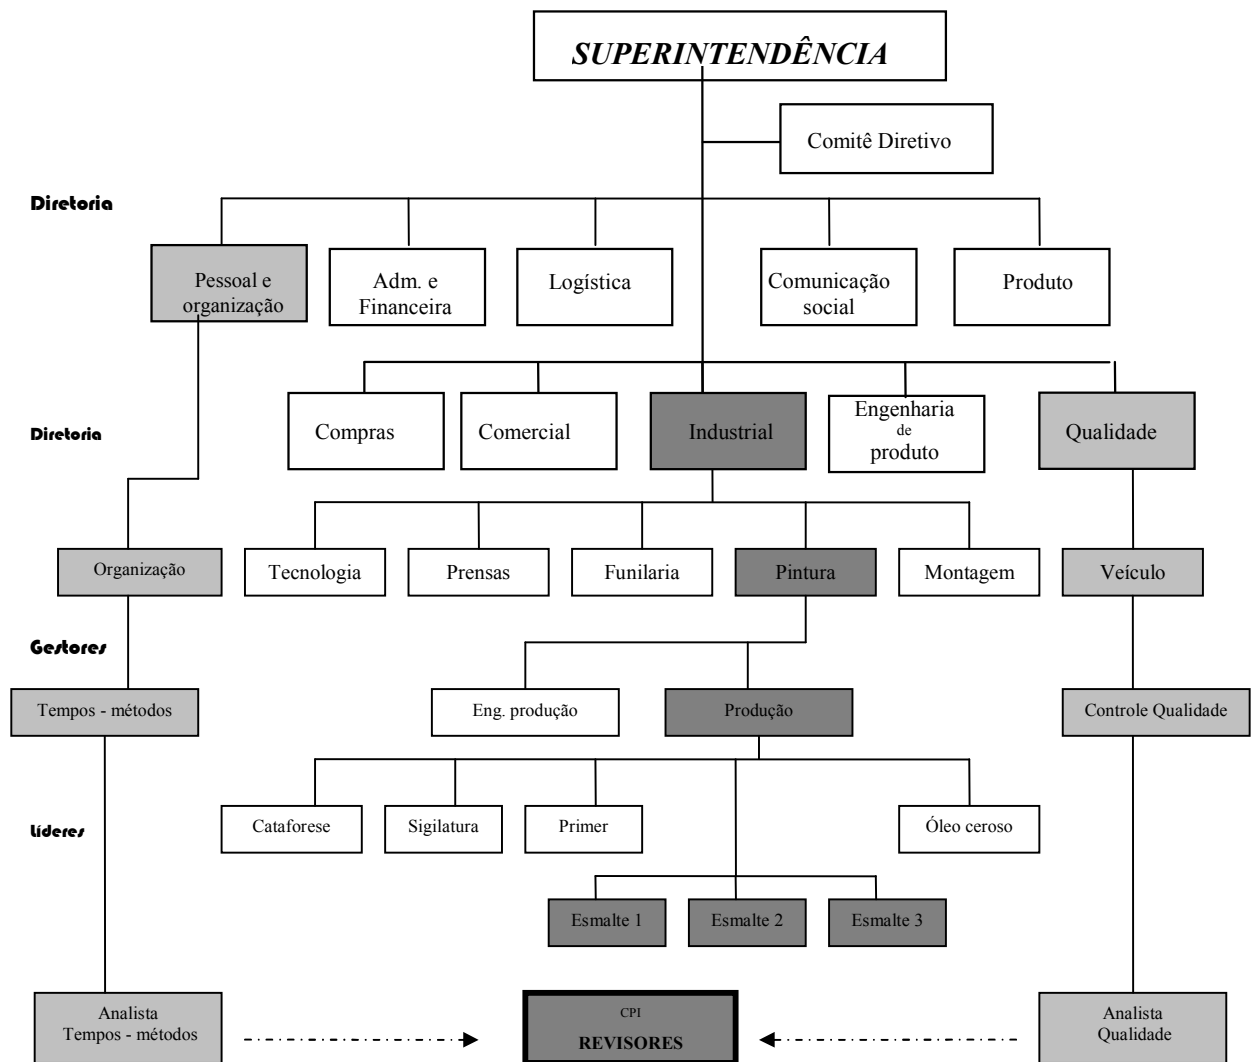 SUPERINTENDÊNCIA
Comitê Diretivo
Diretoria
Pessoal e
organização
Adm. e
Financeira
Logística
Comunicação
social
Produto
Diretoria
Compras
Comercial
Industrial
Engenharia
de
produto
Qualidade
Organização
Tecnologia
Prensas
Funilaria
Pintura
Montagem
Veículo
Gestores
Tempos - métodos
Eng. produção
Produção
Controle Qualidade
Líderes
Cataforese
Sigilatura
Primer
Óleo ceroso
Esmalte 1
Esmalte 2
Esmalte 3
Analista
Tempos - métodos
CPI
REVISORES
Analista
Qualidade